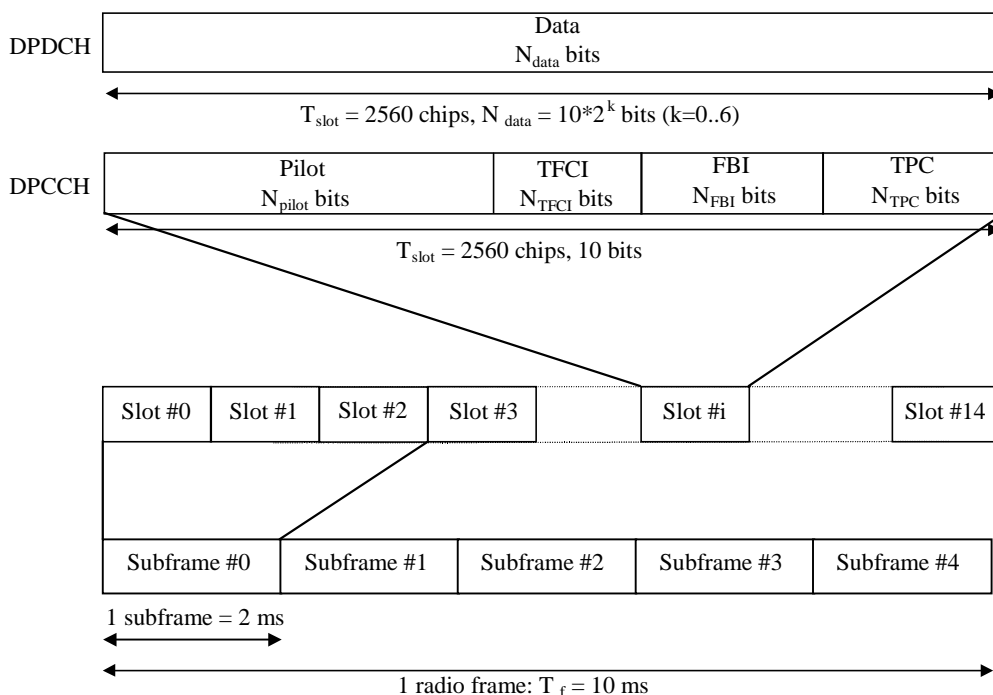 DPDCH
Data
N_data bits
T_slot = 2560 chips, N_data = 10*2^k bits (k=0..6)
DPCCH
Pilot
N_pilot bits
TFCI
N_TFCI bits
FBI
N_FBI bits
TPC
N_TPC bits
T_slot = 2560 chips, 10 bits
Slot #0 Slot #1 Slot #2 Slot #3 Slot #i Slot #14
Subframe #0 Subframe #1 Subframe #2 Subframe #3 Subframe #4
1 subframe = 2 ms
1 radio frame: T_f = 10 ms